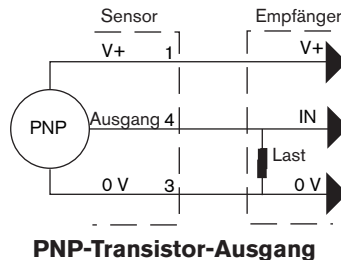 Sensor Empfänger
V+ 1 V+
PNP Ausgang 4 IN
Last
0 V 3 0 V
PNP-Transistor-Ausgang